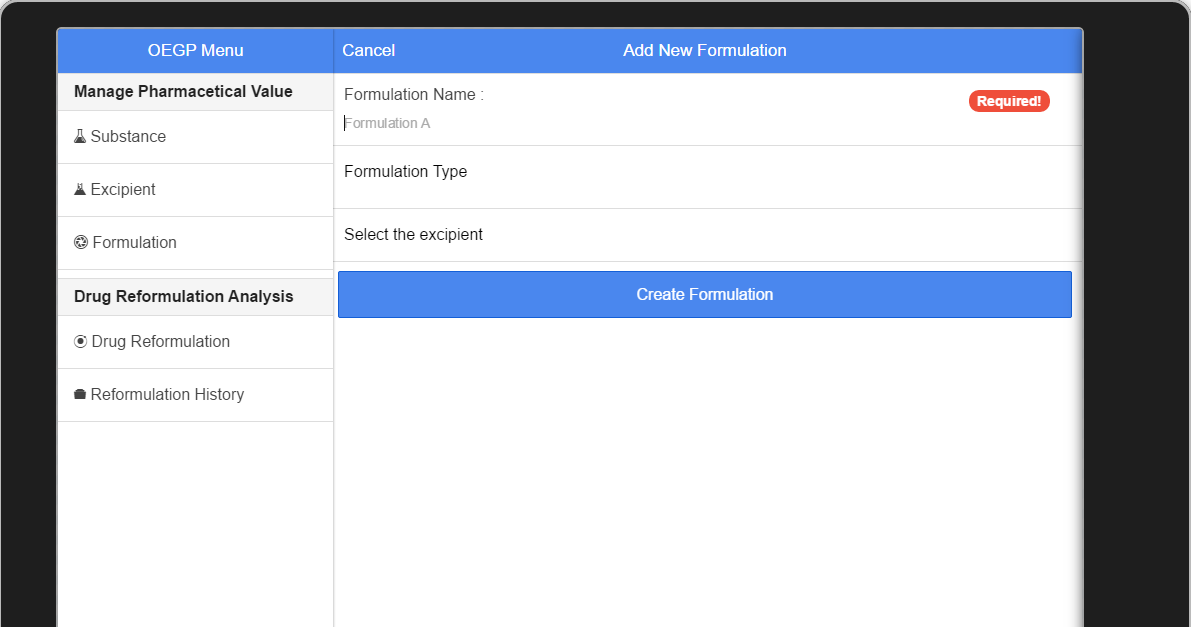 OEGP Menu
Cancel
Add New Formulation
Manage Pharmacetical Value
Substance
Excipient
Formulation
Drug Reformulation Analysis
Drug Reformulation
Reformulation History
Formulation Name :
Required!
Formulation A
Formulation Type
Select the excipient
Create Formulation